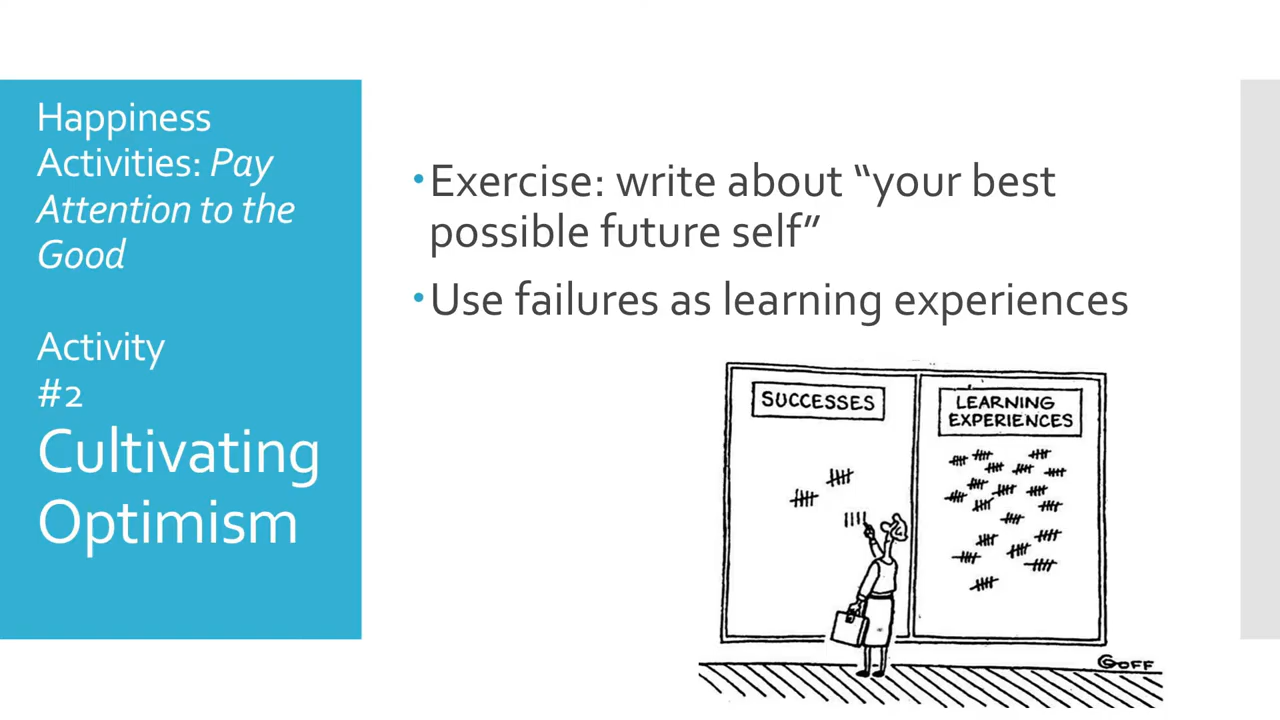 Happiness
Activities: Pay
Attention to the
Good
Activity
#2
Cultivating
Optimism
•Exercise: write about “your best
possible future self”
•Use failures as learning experiences
SUCCESSES
LEARNING
EXPERIENCES
GOFF